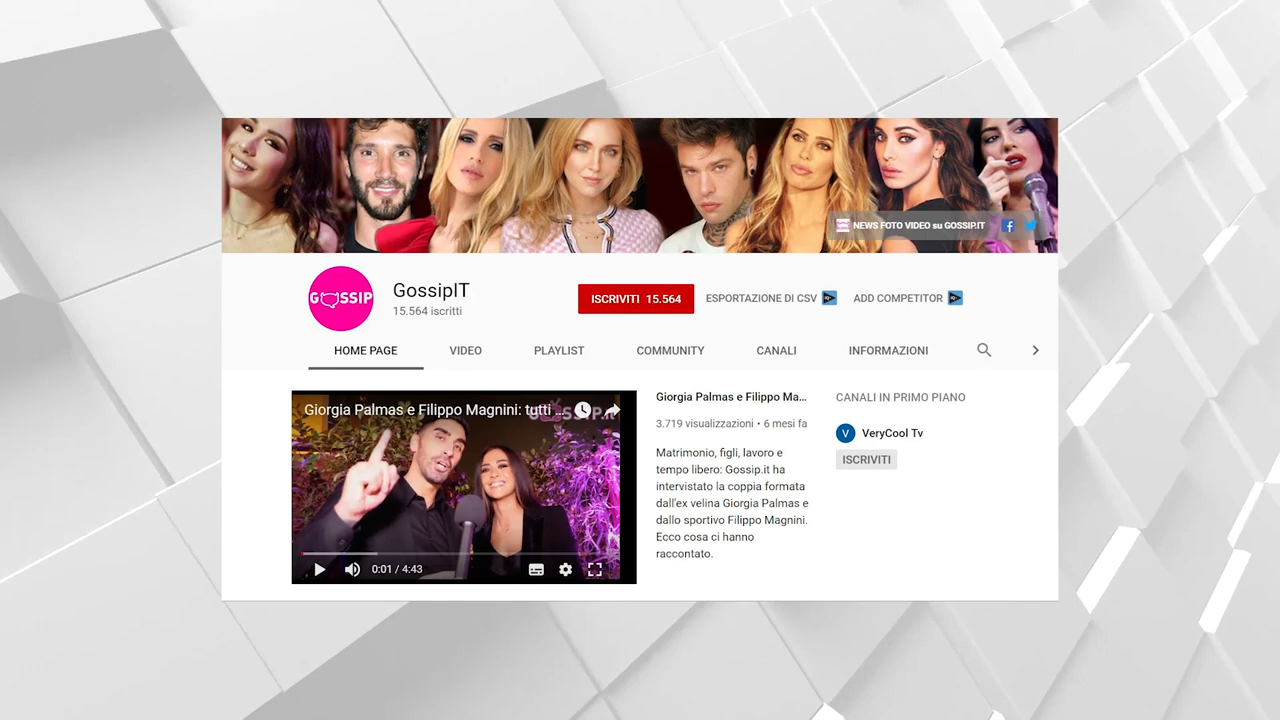 NEWS FOTO VIDEO su GOSSIP.IT
GOSSIP
GossipIT
15.564 iscritti
ISCRIVITI 15.564
ESPORTAZIONE DI CSV
ADD COMPETITOR
HOME PAGE
VIDEO
PLAYLIST
COMMUNITY
CANALI
INFORMAZIONI
Giorgia Palmas e Filippo Magnini: tutti ...
GOSSIP.it
0:01 / 4:43
Giorgia Palmas e Filippo Ma...
3.719 visualizzazioni • 6 mesi fa
Matrimonio, figli, lavoro e
tempo libero: Gossip.it ha
intervistato la coppia formata
dall'ex velina Giorgia Palmas e
dallo sportivo Filippo Magnini.
Ecco cosa ci hanno
raccontato.
CANALI IN PRIMO PIANO
V VeryCool Tv
ISCRIVITI